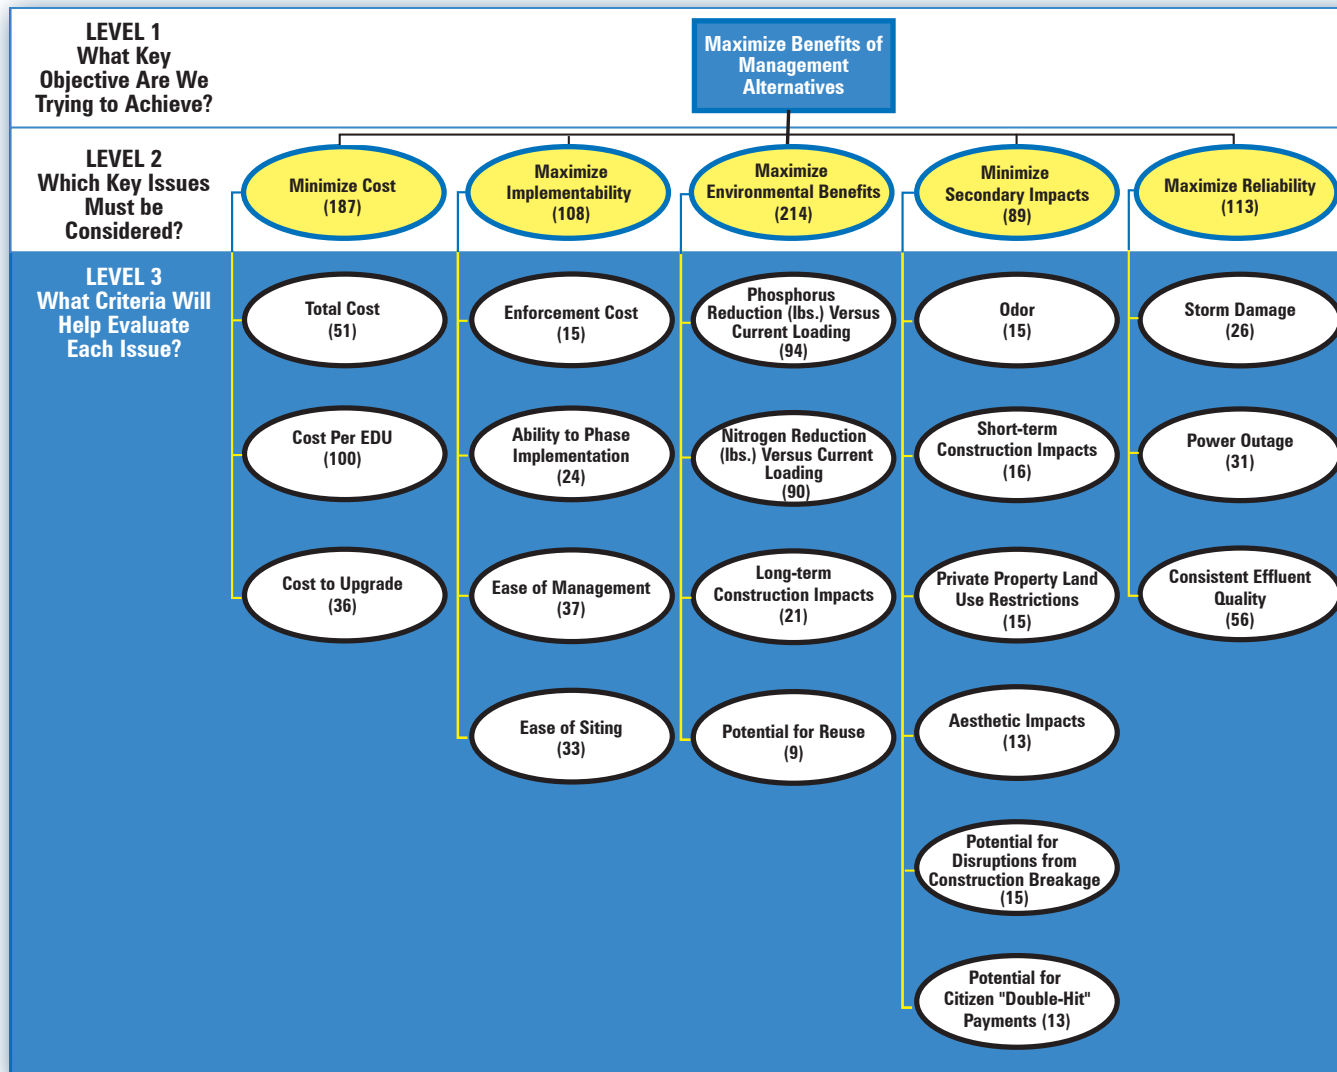 LEVEL 1
What Key
Objective Are We
Trying to Achieve?
Maximize Benefits of
Management
Alternatives
LEVEL 2
Which Key Issues
Must be
Considered?
Minimize Cost
(187)
Maximize
Implementability
(108)
Maximize
Environmental Benefits
(214)
Minimize
Secondary Impacts
(89)
Maximize Reliability
(113)
LEVEL 3
What Criteria Will
Help Evaluate
Each Issue?
Total Cost
(51)
Cost Per EDU
(100)
Cost to Upgrade
(36)
Enforcement Cost
(15)
Ability to Phase
Implementation
(24)
Ease of Management
(37)
Ease of Siting
(33)
Phosphorus
Reduction (lbs.) Versus
Current Loading
(94)
Nitrogen Reduction
(lbs.) Versus Current
Loading
(90)
Long-term
Construction Impacts
(21)
Potential for Reuse
(9)
Odor
(15)
Short-term
Construction Impacts
(16)
Private Property Land
Use Restrictions
(15)
Aesthetic Impacts
(13)
Potential for
Disruptions from
Construction Breakage
(15)
Potential for
Citizen "Double-Hit"
Payments (13)
Storm Damage
(26)
Power Outage
(31)
Consistent Effluent
Quality
(56)